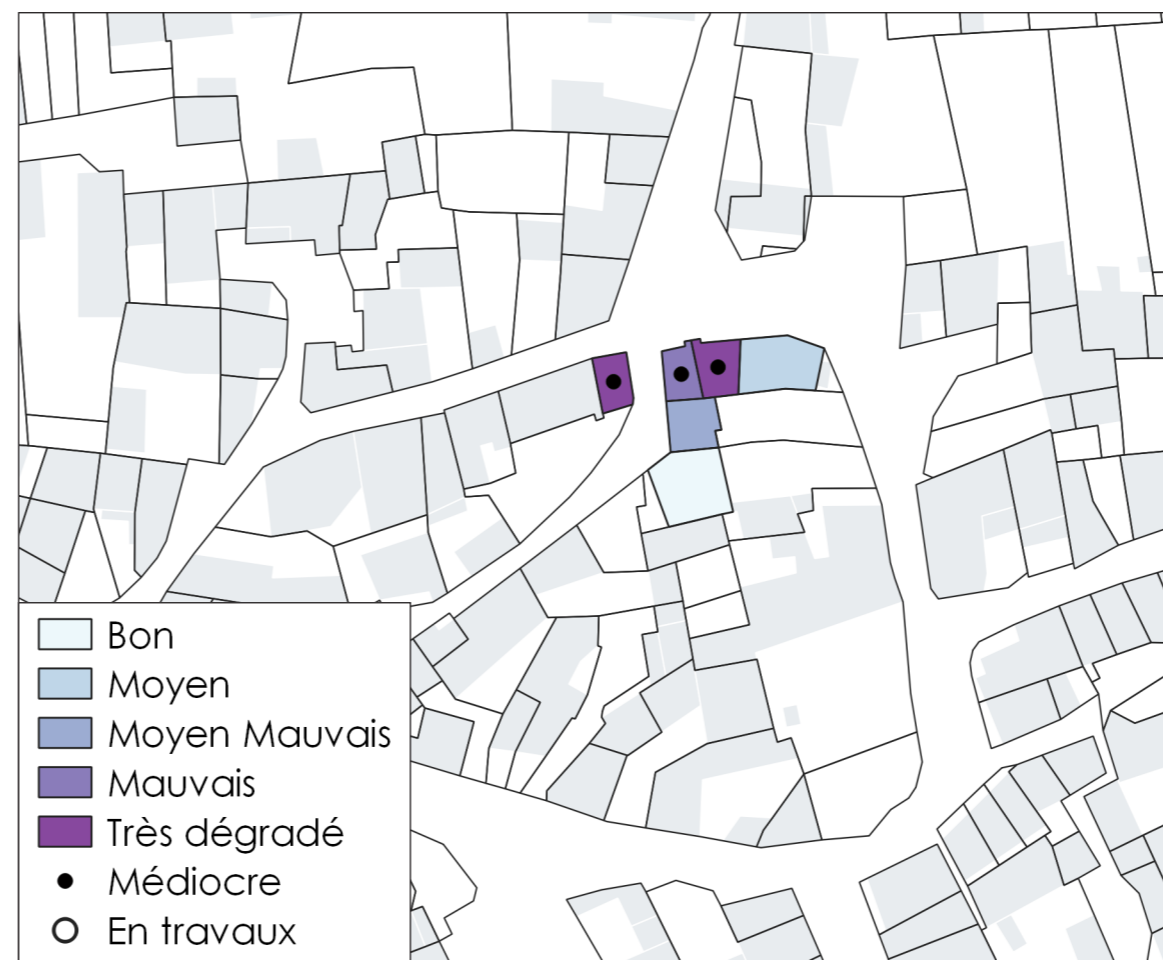 Bon
Moyen
Moyen Mauvais
Mauvais
Très dégradé
Médiocre
En travaux